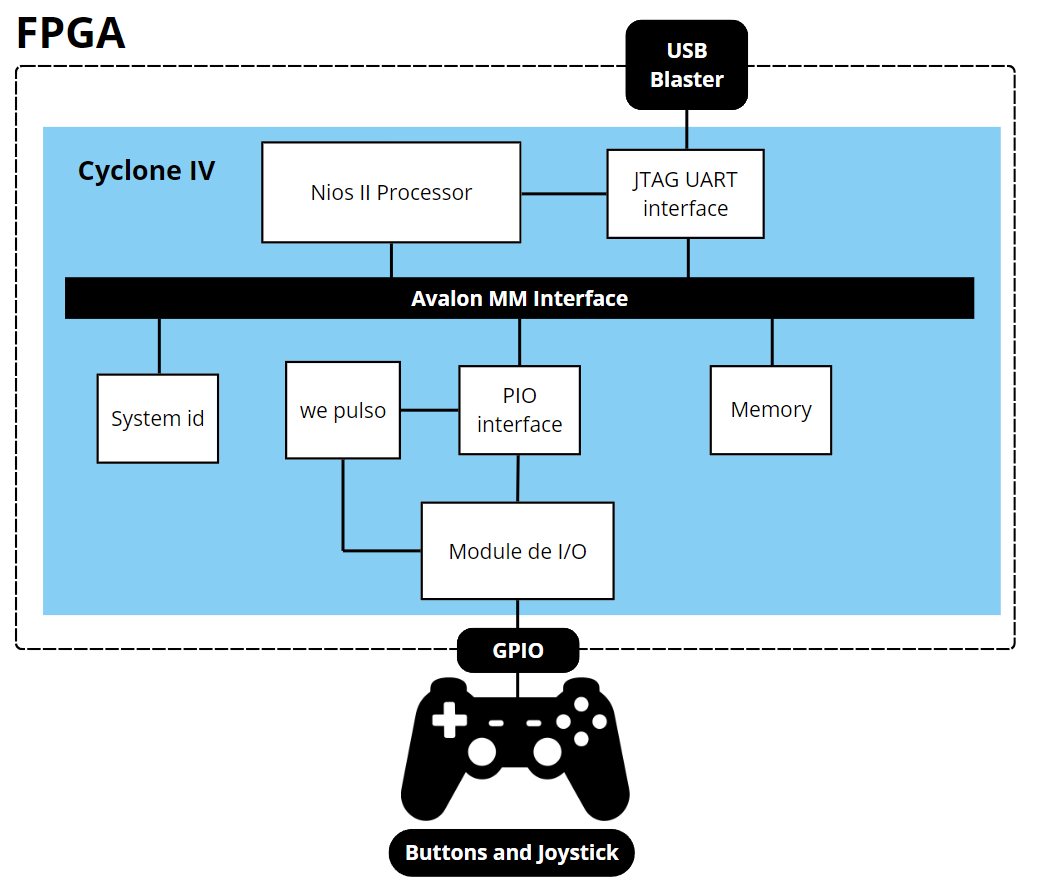 FPGA
USB
Blaster
Cyclone IV
Nios II Processor
JTAG UART
interface
Avalon MM Interface
System id
we pulso
PIO
interface
Memory
Module de I/O
GPIO
Buttons and Joystick